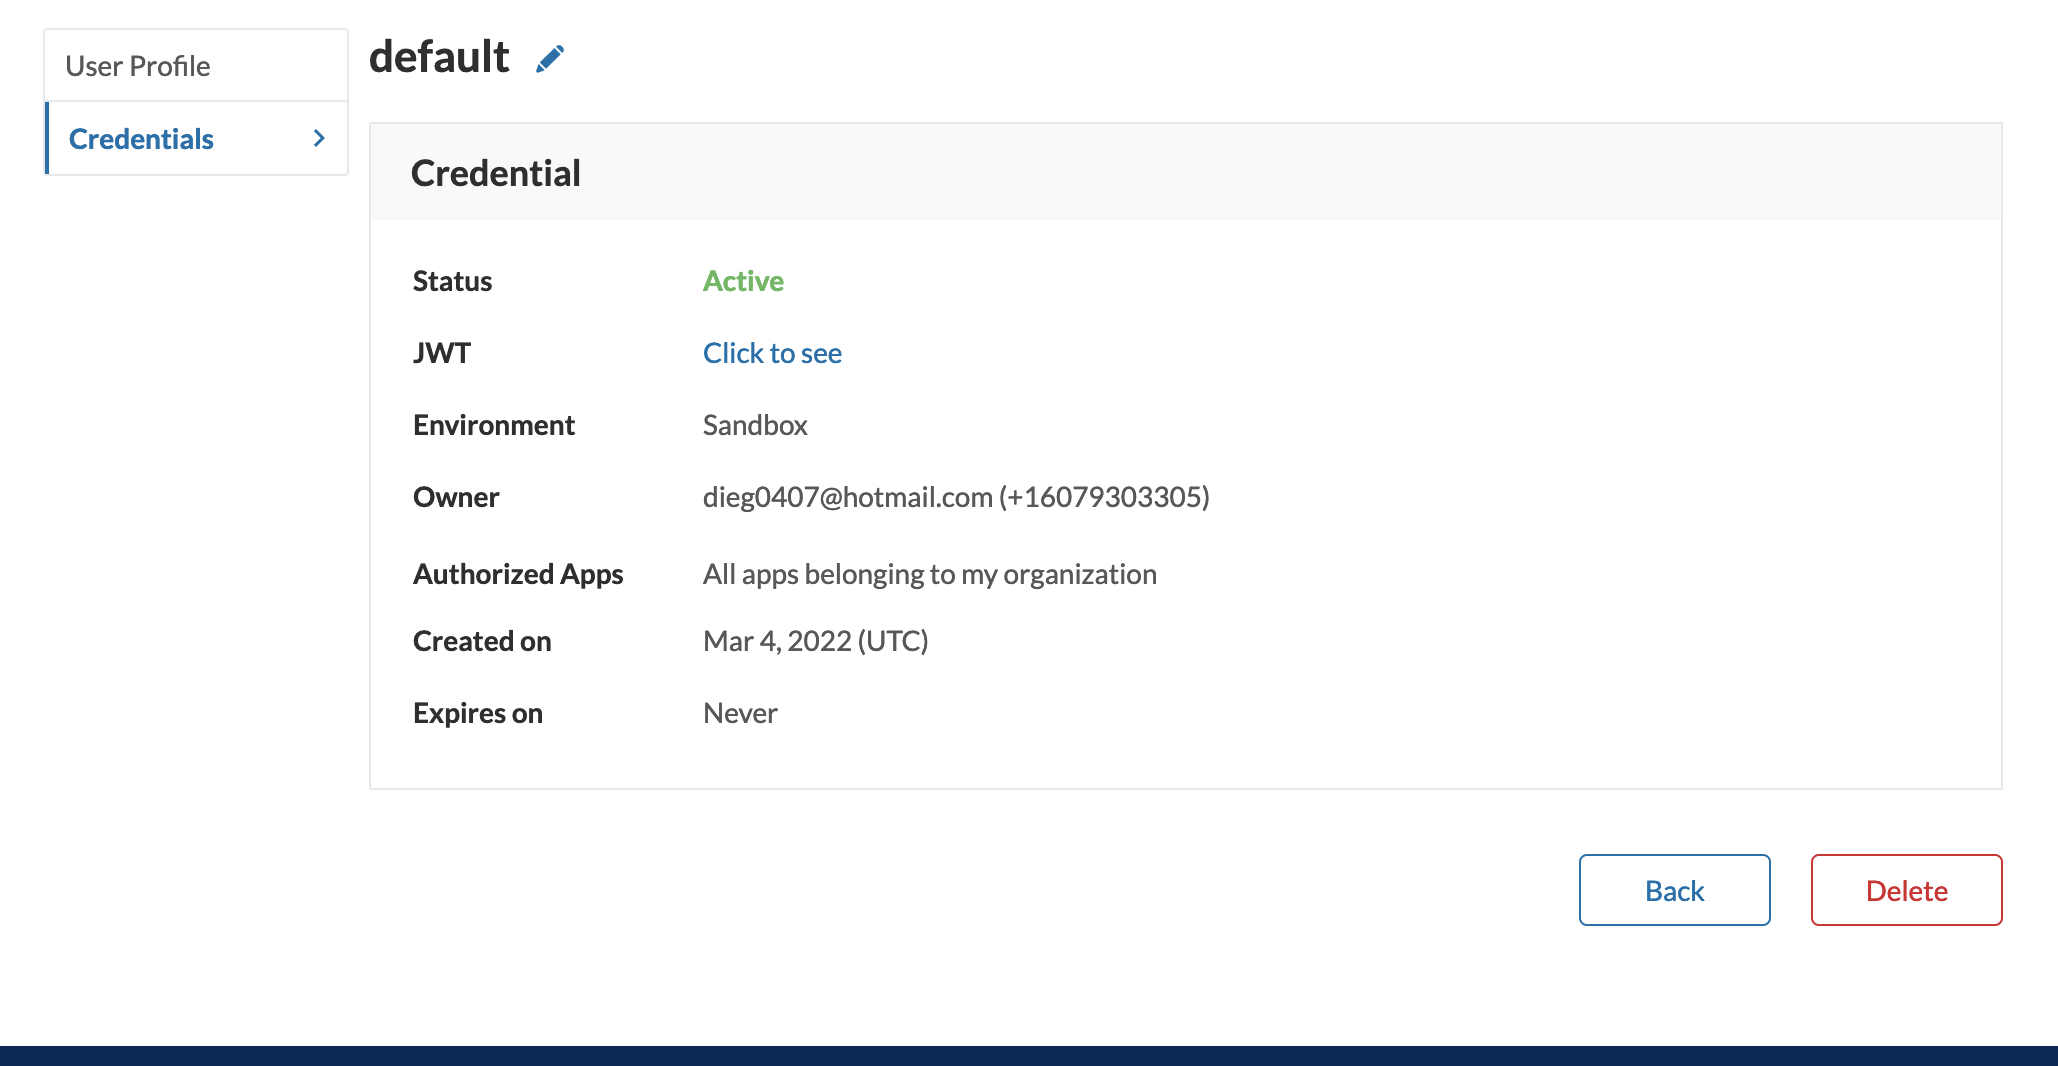 User Profile
Credentials
default
Credential
Status Active
JWT Click to see
Environment Sandbox
Owner dieg0407@hotmail.com (+16079303305)
Authorized Apps All apps belonging to my organization
Created on Mar 4, 2022 (UTC)
Expires on Never
Back Delete